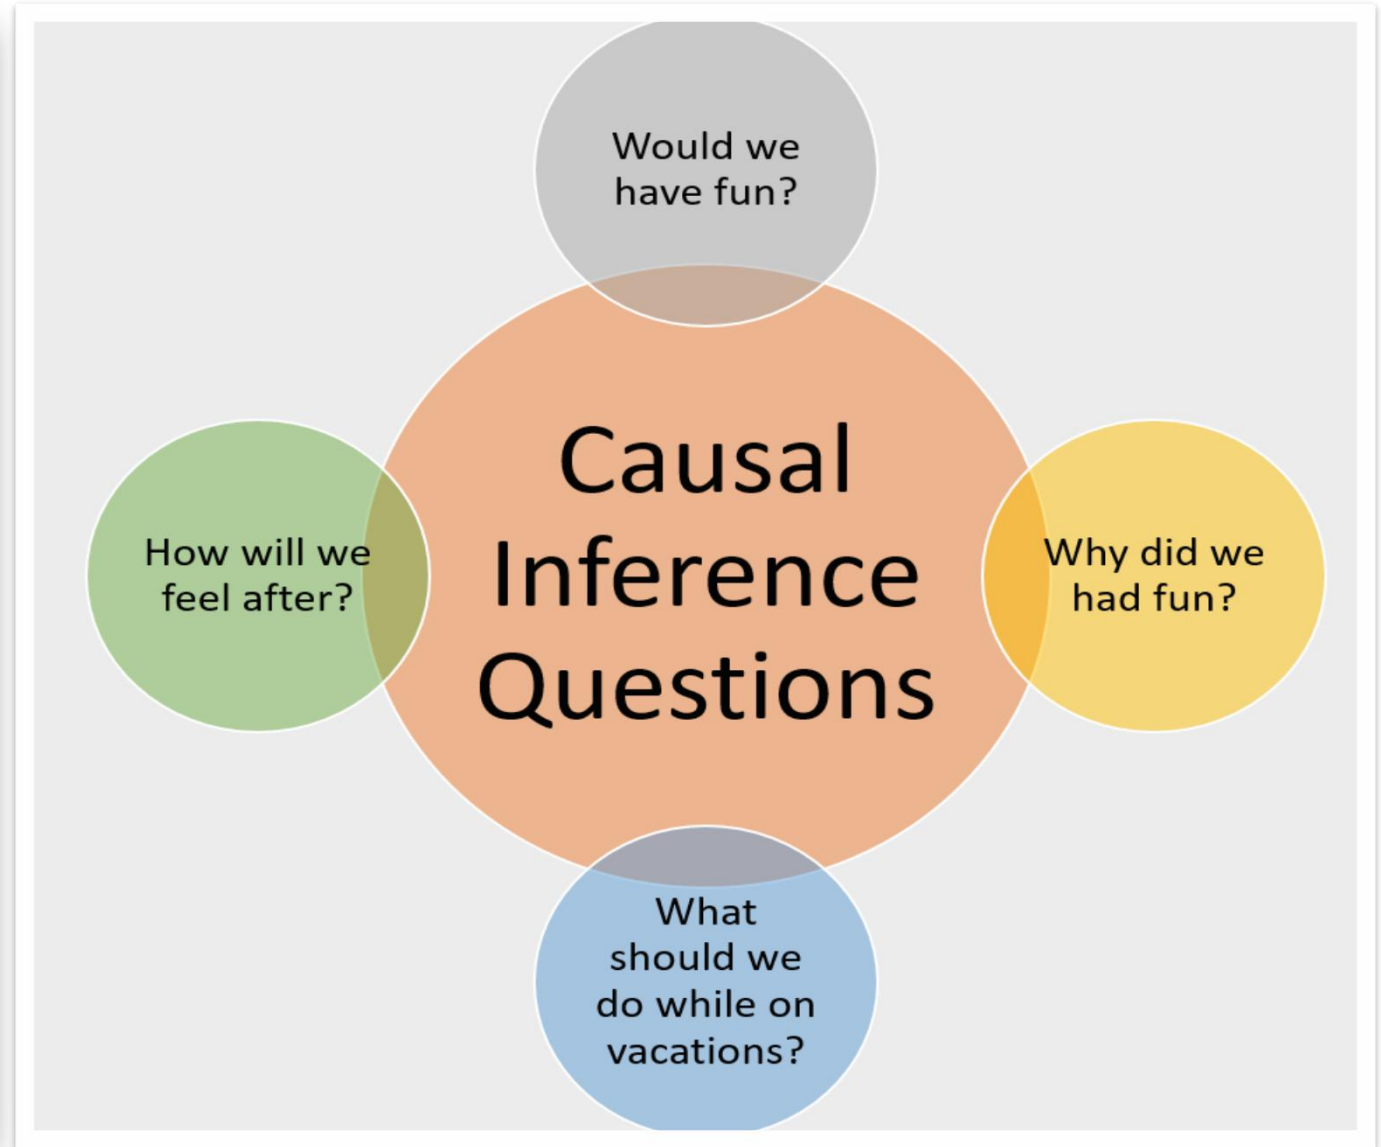 Would we
have fun?
Causal
Inference
Questions
How will we
feel after?
Why did we
had fun?
What
should we
do while on
vacations?